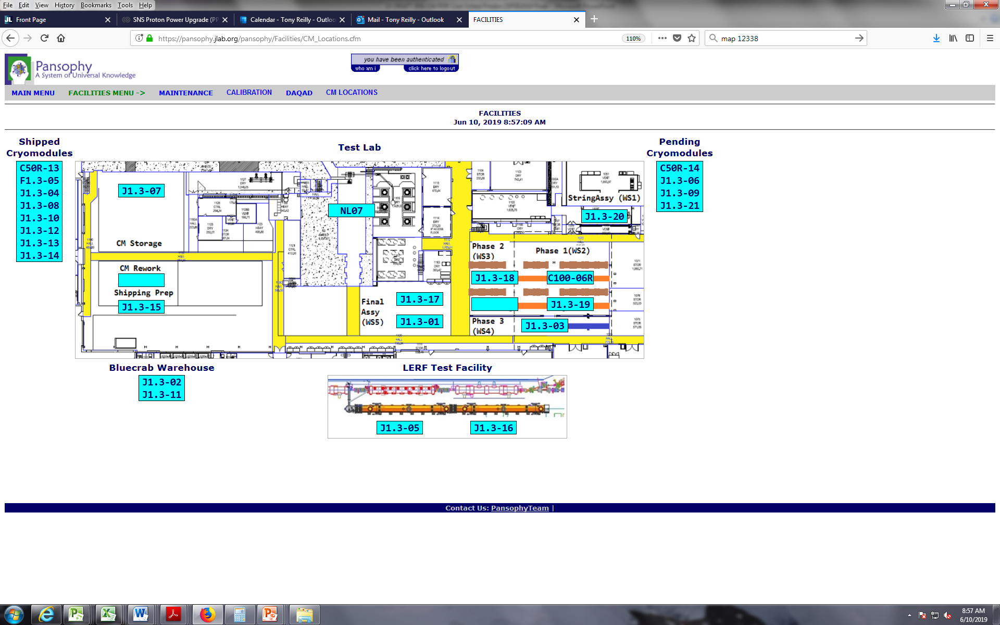 File Edit View History Bookmarks Tools Help
Front Page
SNS Proton Power Upgrade (PP
Calendar - Tony Reilly - Outloo
Mail - Tony Reilly - Outlook
FACILITIES
https://pansophy.jlab.org/pansophy/Facilities/CM_Locations.cfm
110%
map 12338
Pansophy
A System of Universal Knowledge
you have been authenticated
who am i
click here to logout
MAIN MENU
FACILITIES MENU ->
MAINTENANCE
CALIBRATION
DAQAD
CM LOCATIONS
FACILITIES
Jun 10, 2019 8:57:09 AM
Shipped
Cryomodules
C50R-13
F1.3-05
J1.3-04
J1.3-08
J1.3-10
J1.3-12
J1.3-13
J1.3-14
Test Lab
J1.3-07
CM Storage
CM Rework
Shipping Prep
J1.3-15
NL07
Final
Assy
(WS5)
J1.3-17
J1.3-01
StringAssy (WS1)
J1.3-20
Phase 2
(WS3)
Phase 1(WS2)
J1.3-18
C100-06R
J1.3-19
Phase 3
(WS4)
J1.3-03
Pending
Cryomodules
C50R-14
J1.3-06
J1.3-09
J1.3-21
Bluecrab Warehouse
J1.3-02
J1.3-11
LERF Test Facility
J1.3-05
J1.3-16
Contact Us: PansophyTeam |
8:57 AM
6/10/2019